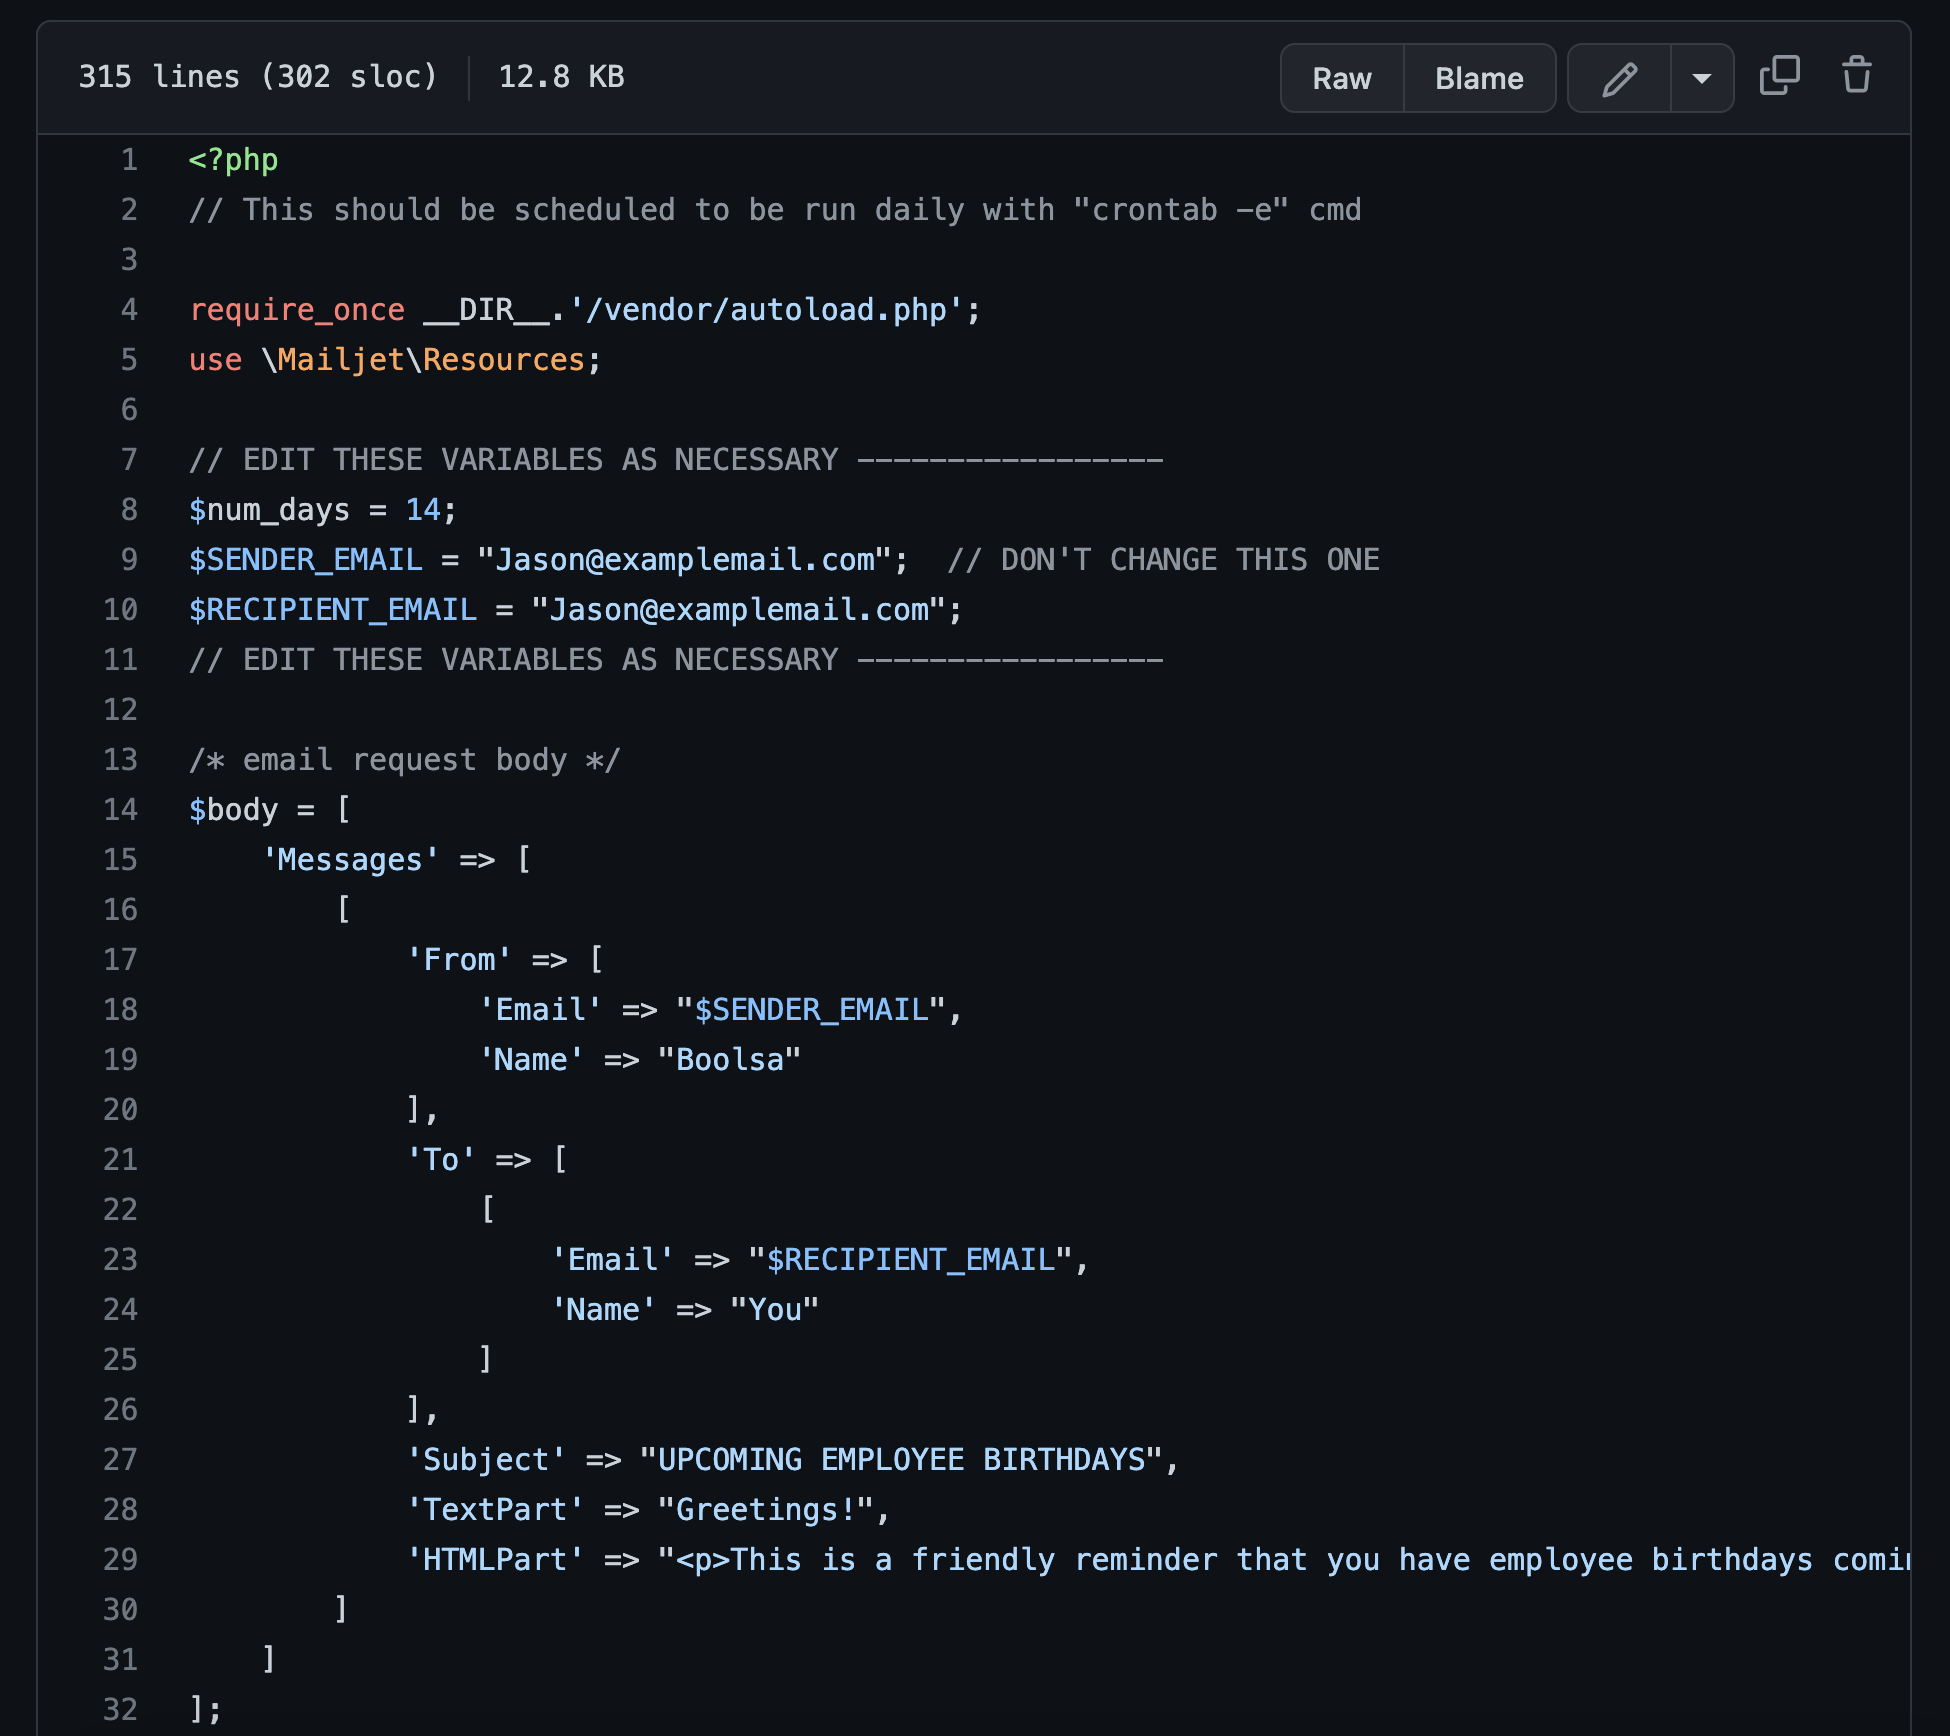 315 lines (302 sloc) 12.8 KB Raw Blame
1 <?php
2 // This should be scheduled to be run daily with "crontab -e" cmd
3
4 require_once __DIR__.'/vendor/autoload.php';
5 use \Mailjet\Resources;
6
7 // EDIT THESE VARIABLES AS NECESSARY -----------------
8 $num_days = 14;
9 $SENDER_EMAIL = "Jason@examplemail.com";  // DON'T CHANGE THIS ONE
10 $RECIPIENT_EMAIL = "Jason@examplemail.com";
11 // EDIT THESE VARIABLES AS NECESSARY -----------------
12
13 /* email request body */
14 $body = [
15     'Messages' => [
16         [
17             'From' => [
18                 'Email' => "$SENDER_EMAIL",
19                 'Name' => "Boolsa"
20             ],
21             'To' => [
22                 [
23                     'Email' => "$RECIPIENT_EMAIL",
24                     'Name' => "You"
25                 ]
26             ],
27             'Subject' => "UPCOMING EMPLOYEE BIRTHDAYS",
28             'TextPart' => "Greetings!",
29             'HTMLPart' => "<p>This is a friendly reminder that you have employee birthdays
30         ]
31     ]
32 ];